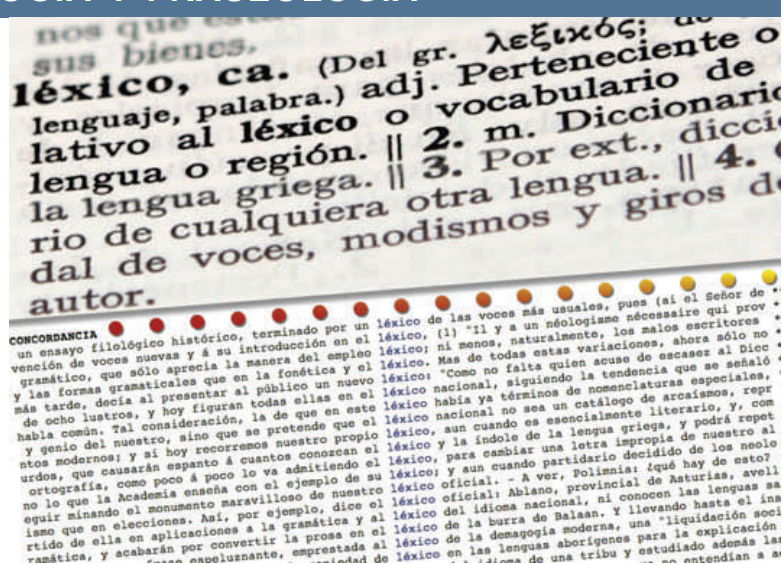 nos que
sus bienes.
léxico, ca. (Del gr. λεξικός; de
lenguaje, palabra.) adj. Perteneciente o
lativo al léxico o vocabulario de
lengua o región. || 2. m. Diccionario
la lengua griega. || 3. Por ext., dicci
rio de cualquiera otra lengua. || 4.
dal de voces, modismos y giros de
autor.
CONCORDANCIA
un ensayo filológico histórico, terminado por un léxico de las voces más usuales, pues (ai el Señor de
vención de voces nuevas y á su introducción en el léxico, (1) "Il y a un néologisme nécessaire qui prov
gramático, que sólo aprecia la manera del empleo léxico; ni menos, naturalmente, los malos escritores
y las formas gramaticales que en la fonética y el léxico. Mas de todas estas variaciones, ahora sólo no
más tarde, decía al presentar al público un nuevo léxico: "Como no falta quien acuse de escasez al Dicc
de ocho lustros, y hoy figuran todas ellas en el léxico nacional, siguiendo la tendencia que se señaló
habla común. Tal consideración, la de que en este léxico había ya términos de nomenclaturas especiales,
y genio del nuestro, sino que se pretende que el léxico nacional no sea un catálogo de arcaísmos, repr
ntos modernos; y si hoy recorremos nuestro propio léxico, aun cuando es esencialmente literario, y, com
urdos, que causarán espanto á cuantos conozcan el léxico y la índole de la lengua griega, y podrá repet
ortografía, como poco á poco lo va admitiendo el léxico, para cambiar una letra impropia de nuestro al
no lo que la Academia enseña con el ejemplo de su léxico; y aun cuando partidario decidido de los neolo
eguir minando el monumento maravilloso de nuestro léxico oficial. - A ver, Polimnia: ¿qué hay de esto?
ismo que en elecciones. Así, por ejemplo, dice el léxico oficial: Ablano, provincial de Asturias, avell
rtido de ella en aplicaciones a la gramática y al léxico del idioma nacional, ni conocen las lenguas sa
ramática, y acabarán por convertir la prosa en el léxico de la burra de Balaan. Y llevando hasta el ini
frase espeluznante, emprestada al léxico de la demagogia moderna, una "liquidación soci
de léxico en las lenguas aborígenes para la explicación
idioma de una tribu y estudiado además las
no entendían a